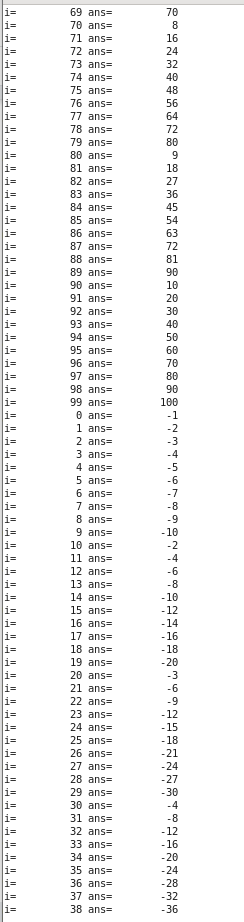 i= 69 ans= 70
i= 70 ans= 8
i= 71 ans= 16
i= 72 ans= 24
i= 73 ans= 32
i= 74 ans= 40
i= 75 ans= 48
i= 76 ans= 56
i= 77 ans= 64
i= 78 ans= 72
i= 79 ans= 80
i= 80 ans= 9
i= 81 ans= 18
i= 82 ans= 27
i= 83 ans= 36
i= 84 ans= 45
i= 85 ans= 54
i= 86 ans= 63
i= 87 ans= 72
i= 88 ans= 81
i= 89 ans= 90
i= 90 ans= 10
i= 91 ans= 20
i= 92 ans= 30
i= 93 ans= 40
i= 94 ans= 50
i= 95 ans= 60
i= 96 ans= 70
i= 97 ans= 80
i= 98 ans= 90
i= 99 ans= 100
i= 0 ans= -1
i= 1 ans= -2
i= 2 ans= -3
i= 3 ans= -4
i= 4 ans= -5
i= 5 ans= -6
i= 6 ans= -7
i= 7 ans= -8
i= 8 ans= -9
i= 9 ans= -10
i= 10 ans= -2
i= 11 ans= -4
i= 12 ans= -6
i= 13 ans= -8
i= 14 ans= -10
i= 15 ans= -12
i= 16 ans= -14
i= 17 ans= -16
i= 18 ans= -18
i= 19 ans= -20
i= 20 ans= -3
i= 21 ans= -6
i= 22 ans= -9
i= 23 ans= -12
i= 24 ans= -15
i= 25 ans= -18
i= 26 ans= -21
i= 27 ans= -24
i= 28 ans= -27
i= 29 ans= -30
i= 30 ans= -4
i= 31 ans= -8
i= 32 ans= -12
i= 33 ans= -16
i= 34 ans= -20
i= 35 ans= -24
i= 36 ans= -28
i= 37 ans= -32
i= 38 ans= -36